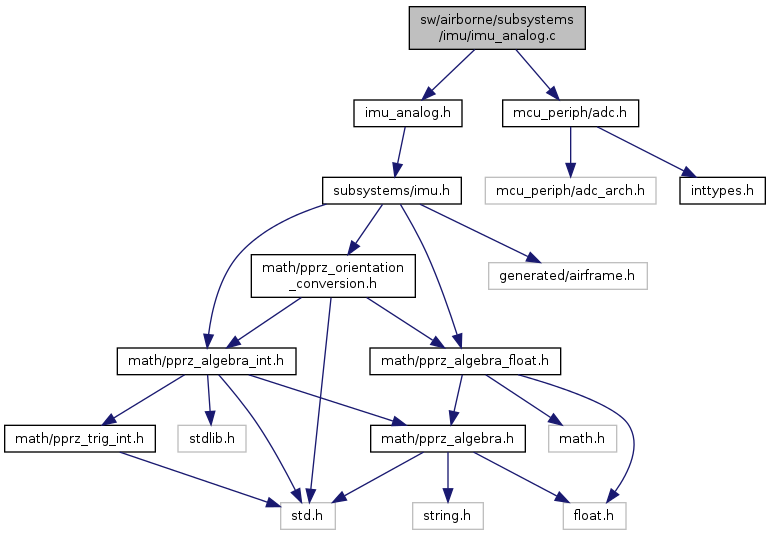 sw/airborne/subsystems
/imu/imu_analog.c
imu_analog.h
mcu_periph/adc.h
subsystems/imu.h
mcu_periph/adc_arch.h
inttypes.h
math/pprz_orientation
_conversion.h
generated/airframe.h
math/pprz_algebra_int.h
math/pprz_algebra_float.h
math/pprz_trig_int.h
stdlib.h
math/pprz_algebra.h
math.h
std.h
string.h
float.h